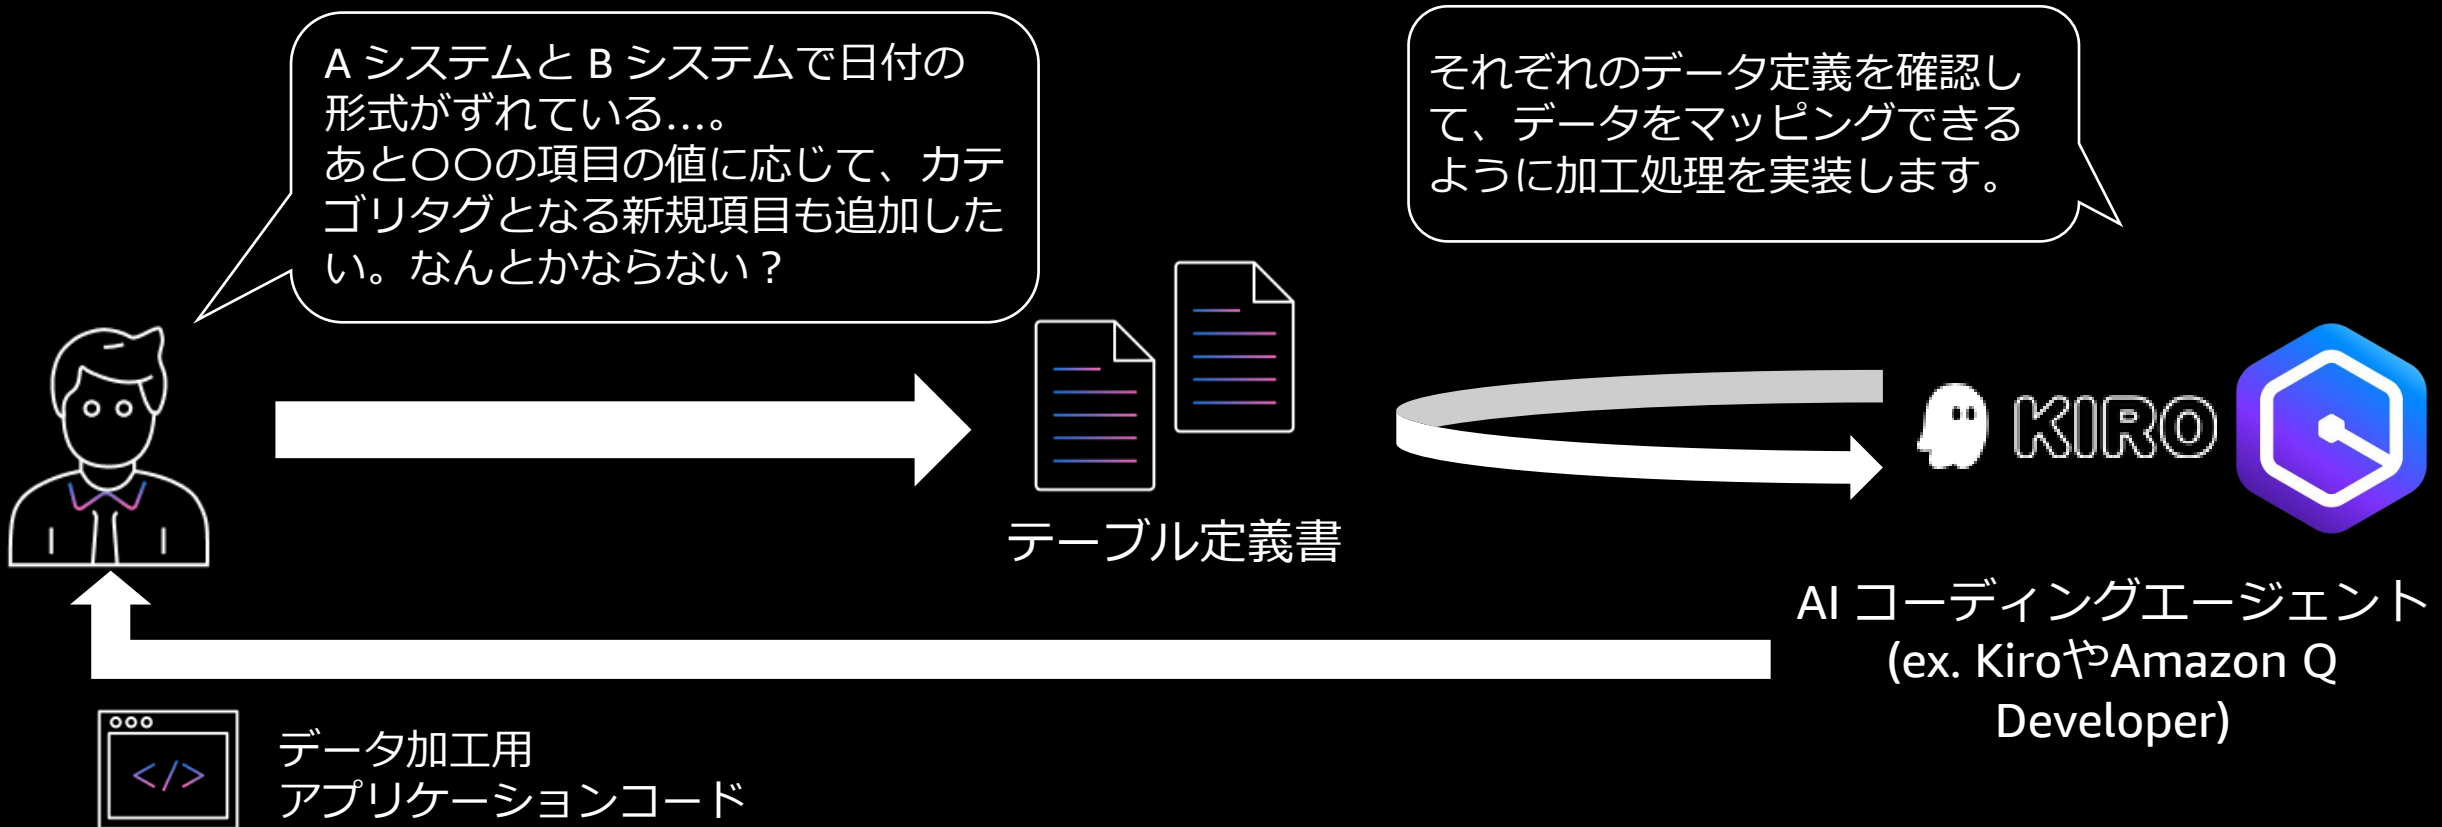 A システムと B システムで日付の
形式がずれている…。
あと〇〇の項目の値に応じて、カテ
ゴリタグとなる新規項目も追加した
い。なんとかならない？
それぞれのデータ定義を確認し
て、データをマッピングできる
ように加工処理を実装します。
テーブル定義書
KIRO
AI コーディングエージェント
(ex. KiroやAmazon Q
Developer)
</>
データ加工用
アプリケーションコード